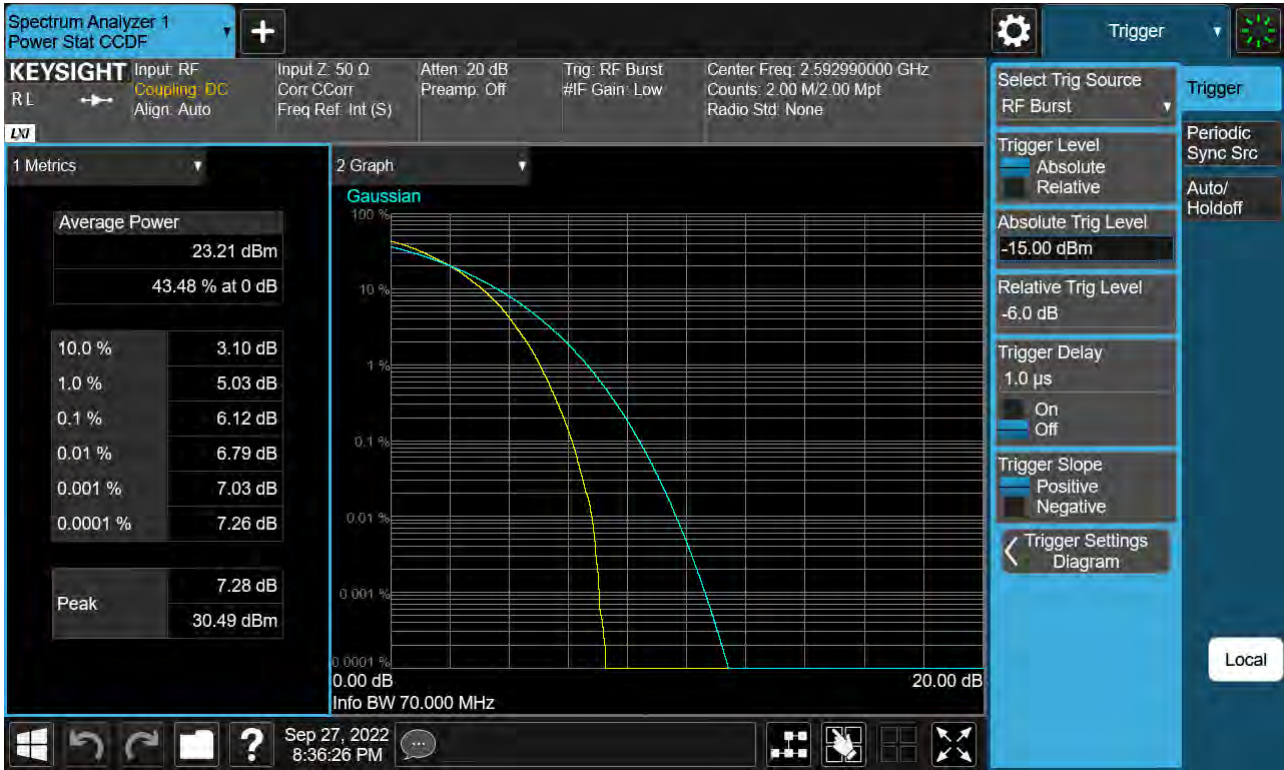 Spectrum Analyzer 1
Power Stat CCDF
+
Trigger
KEYSIGHT
R L
LXI
Input: RF
Coupling: DC
Align: Auto
Input Z: 50 Ω
Corr CCorr
Freq Ref: Int (S)
Atten: 20 dB
Preamp: Off
Trig: RF Burst
#IF Gain: Low
Center Freq: 2.592990000 GHz
Counts: 2.00 M/2.00 Mpt
Radio Std: None
1 Metrics
Average Power
23.21 dBm
43.48 % at 0 dB
10.0 % 3.10 dB
1.0 % 5.03 dB
0.1 % 6.12 dB
0.01 % 6.79 dB
0.001 % 7.03 dB
0.0001 % 7.26 dB
Peak
7.28 dB
30.49 dBm
2 Graph
Gaussian
100 %
10 %
1 %
0.1 %
0.01 %
0.001 %
0.0001 %
0.00 dB 20.00 dB
Info BW 70.000 MHz
Select Trig Source
RF Burst
Trigger Level
Absolute
Relative
Absolute Trig Level
-15.00 dBm
Relative Trig Level
-6.0 dB
Trigger Delay
1.0 μs
On
Off
Trigger Slope
Positive
Negative
Trigger Settings
Diagram
Trigger
Periodic
Sync Src
Auto/
Holdoff
Local
?
Sep 27, 2022
8:36:26 PM